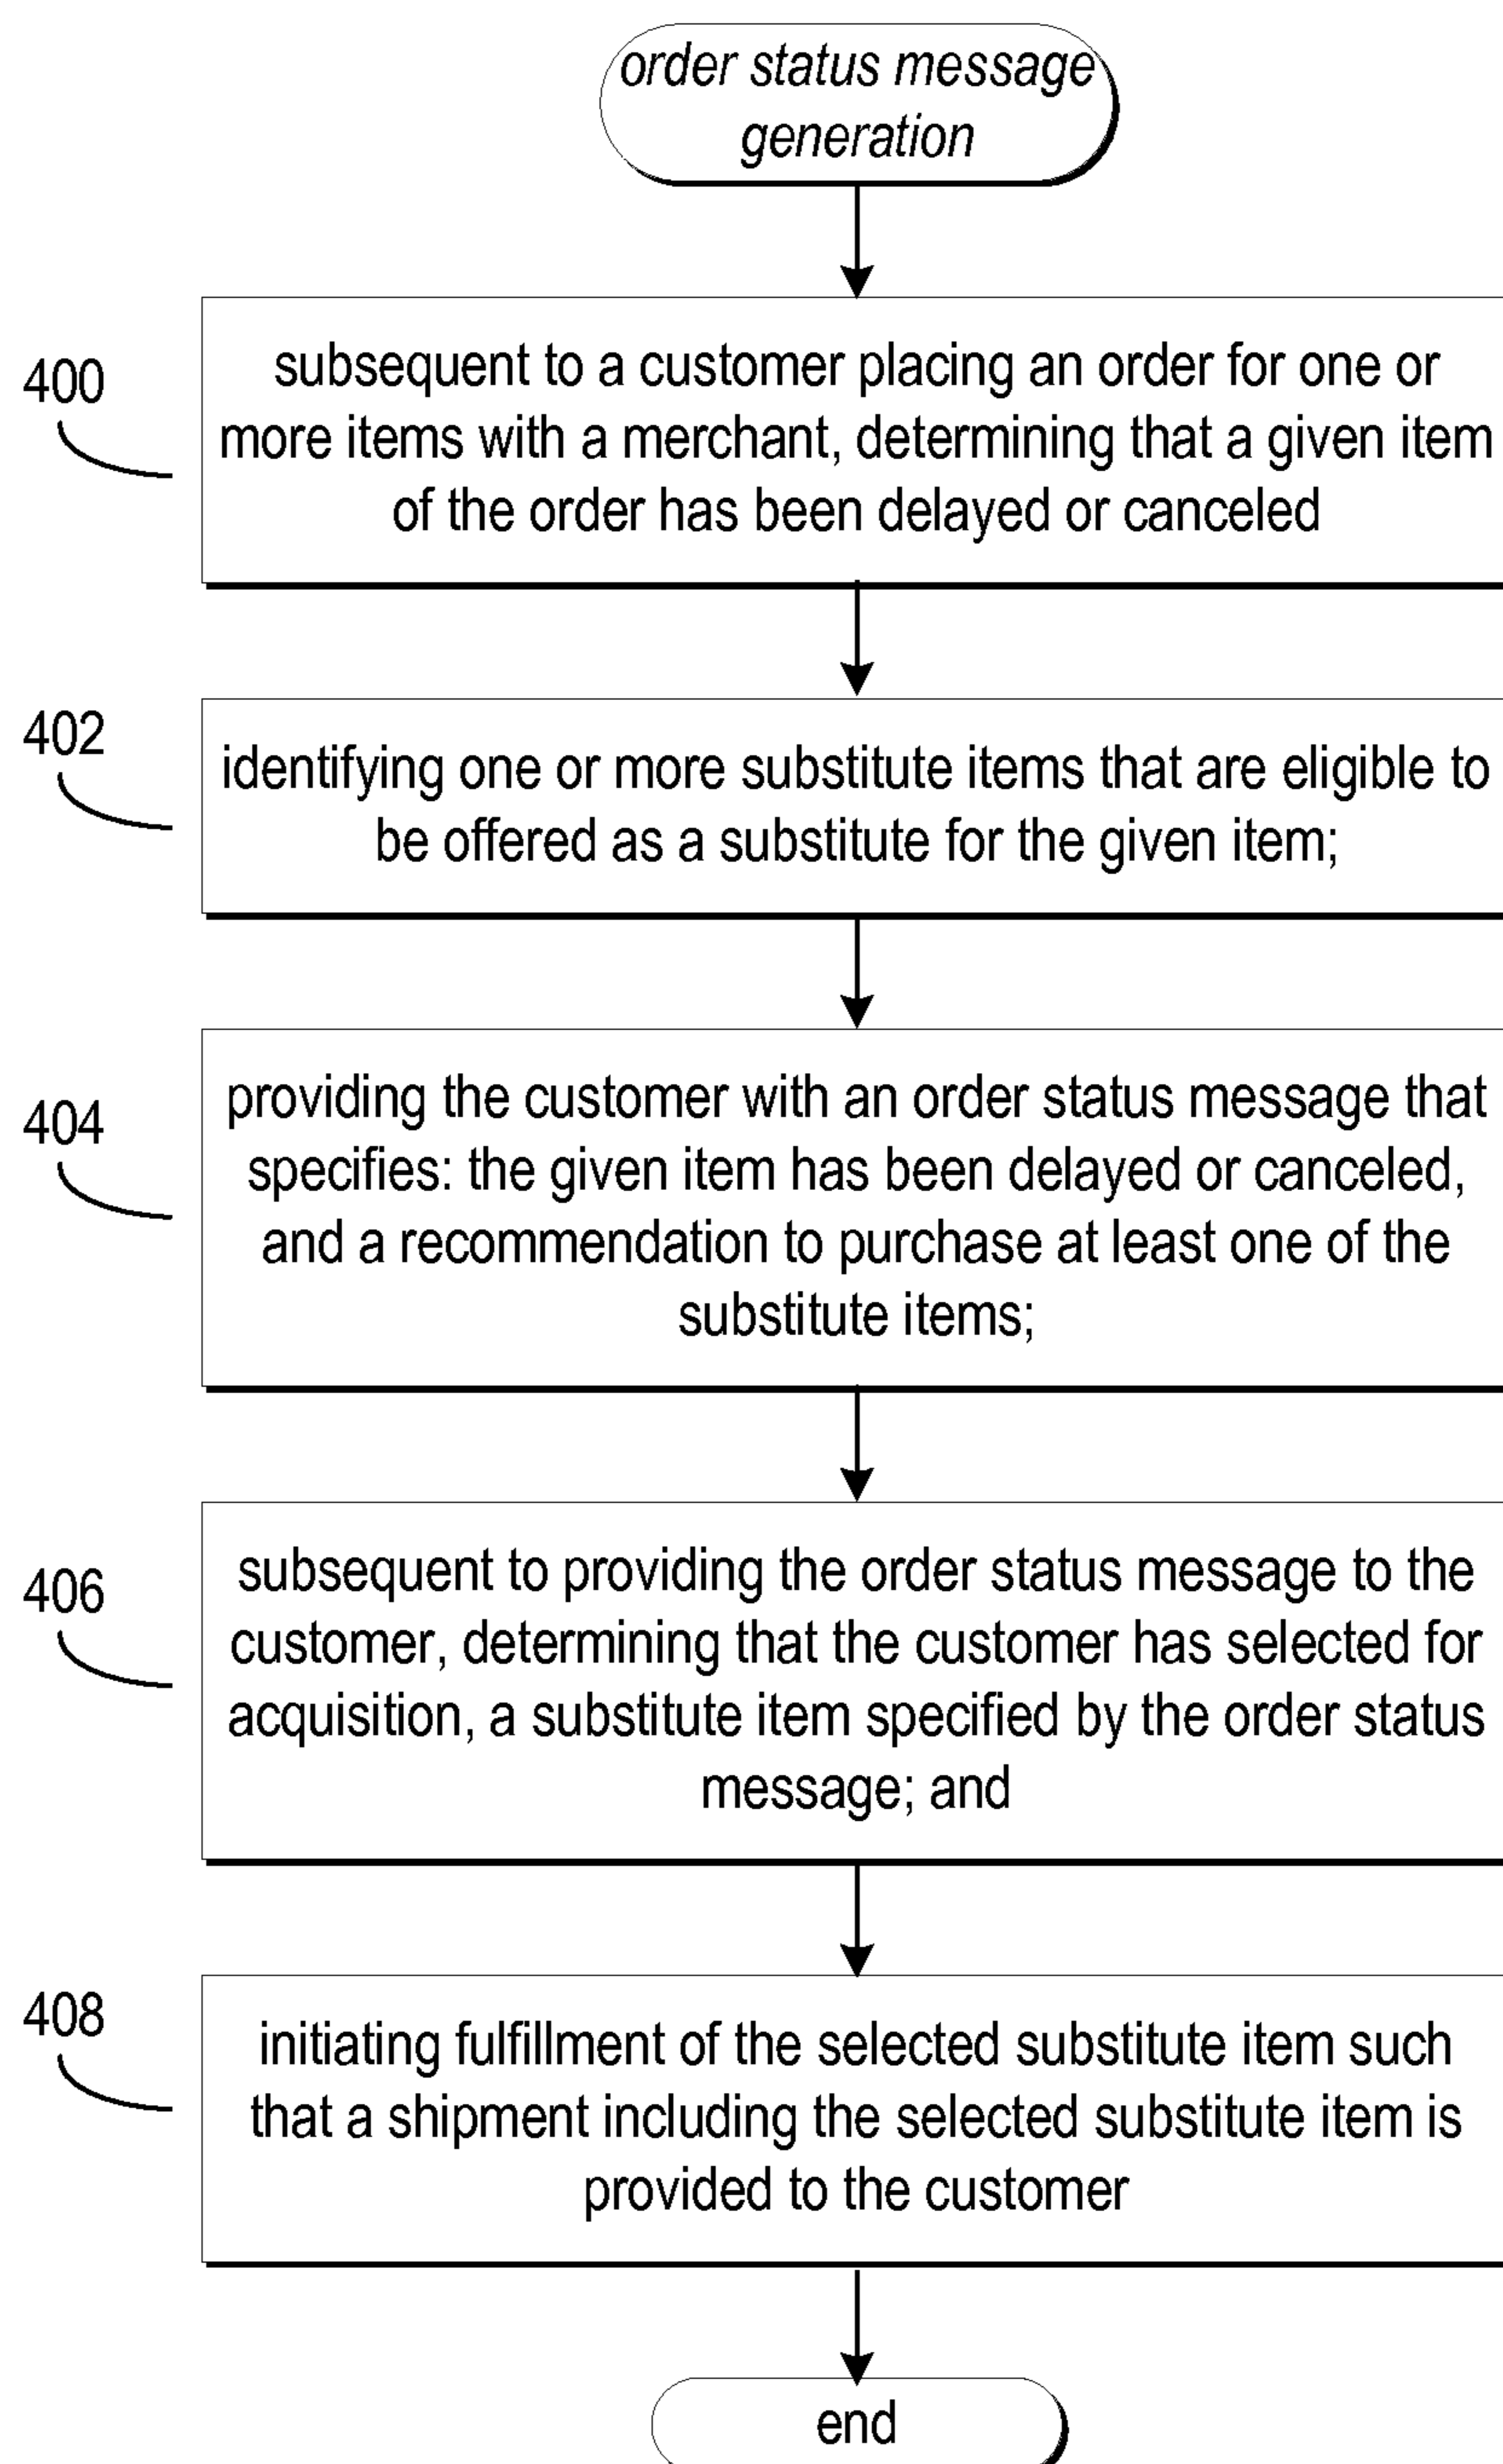 order status message
generation
400
subsequent to a customer placing an order for one or
more items with a merchant, determining that a given item
of the order has been delayed or canceled
402
identifying one or more substitute items that are eligible to
be offered as a substitute for the given item;
404
providing the customer with an order status message that
specifies: the given item has been delayed or canceled,
and a recommendation to purchase at least one of the
substitute items;
406
subsequent to providing the order status message to the
customer, determining that the customer has selected for
acquisition, a substitute item specified by the order status
message; and
408
initiating fulfillment of the selected substitute item such
that a shipment including the selected substitute item is
provided to the customer
end